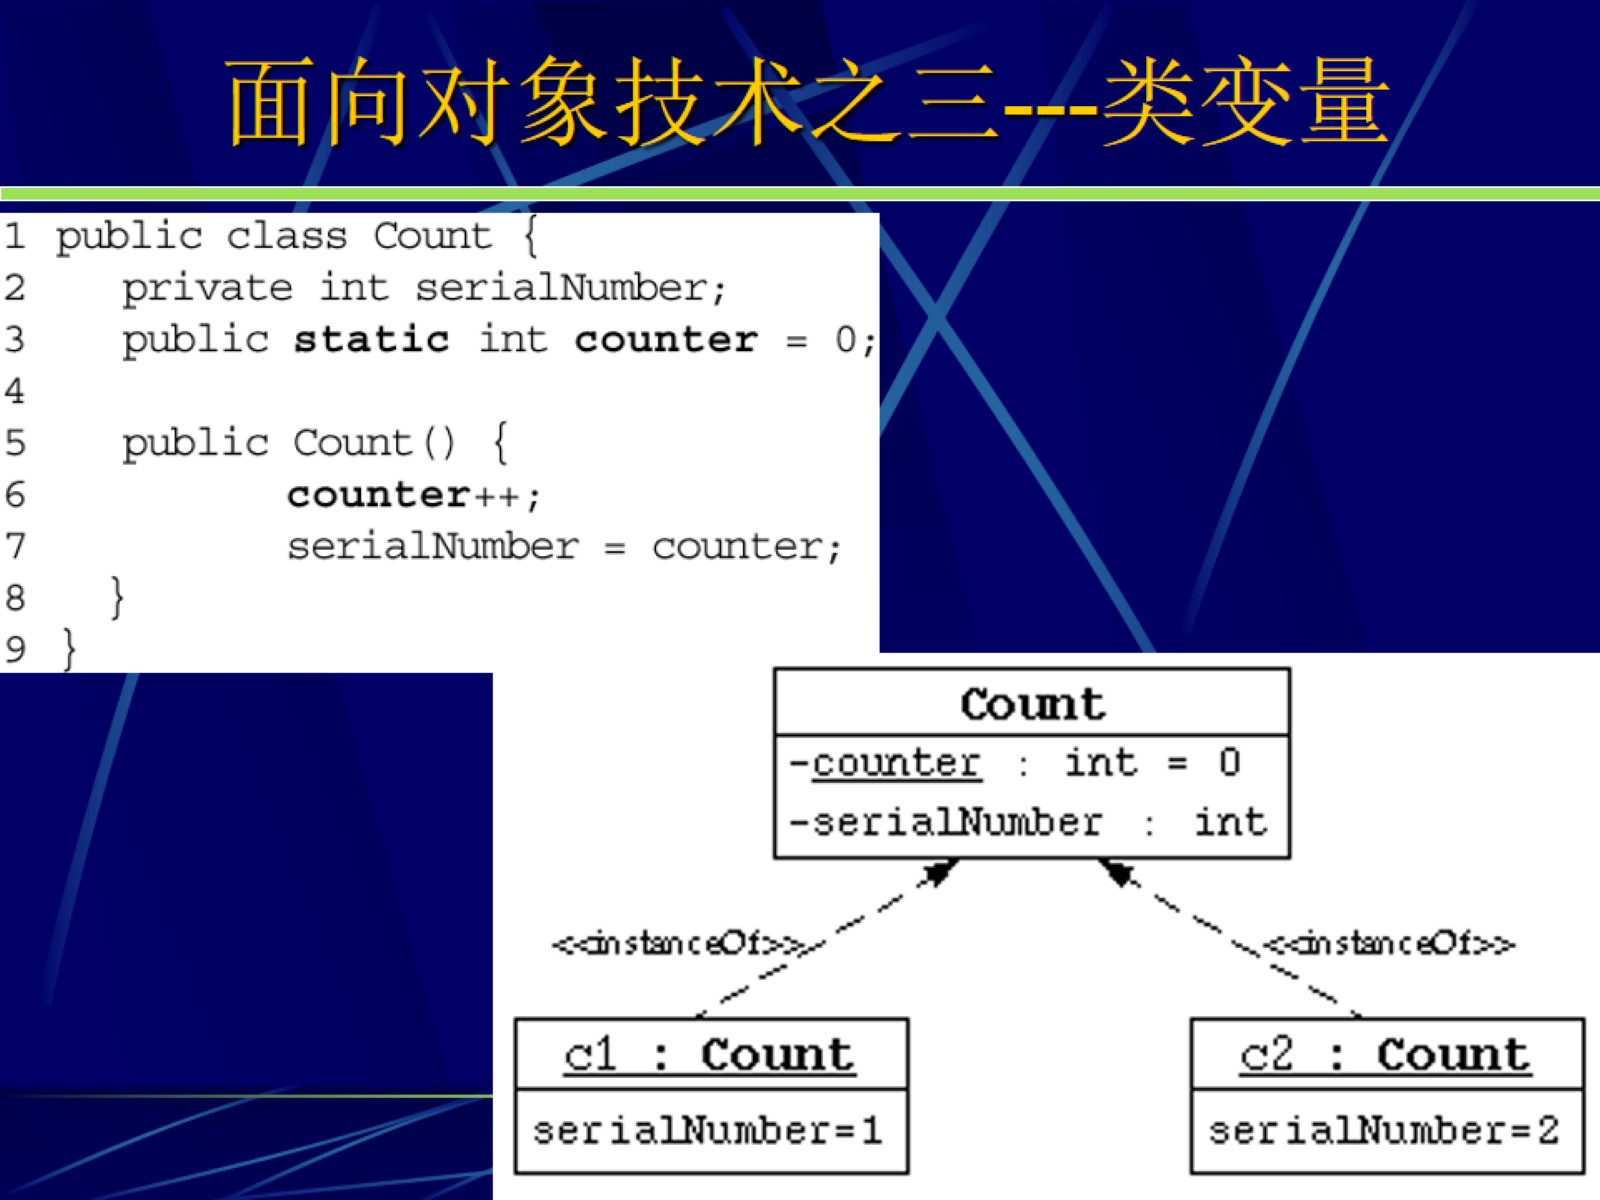 面向对象技术之三---类变量
1 public class Count {
2 private int serialNumber;
3 public static int counter = 0;
4
5 public Count() {
6 counter++;
7 serialNumber = counter;
8 }
9 }
Count
-counter : int = 0
-serialNumber : int
<<instanceOf>> <<instanceOf>>
c1 : Count
serialNumber=1
c2 : Count
serialNumber=2